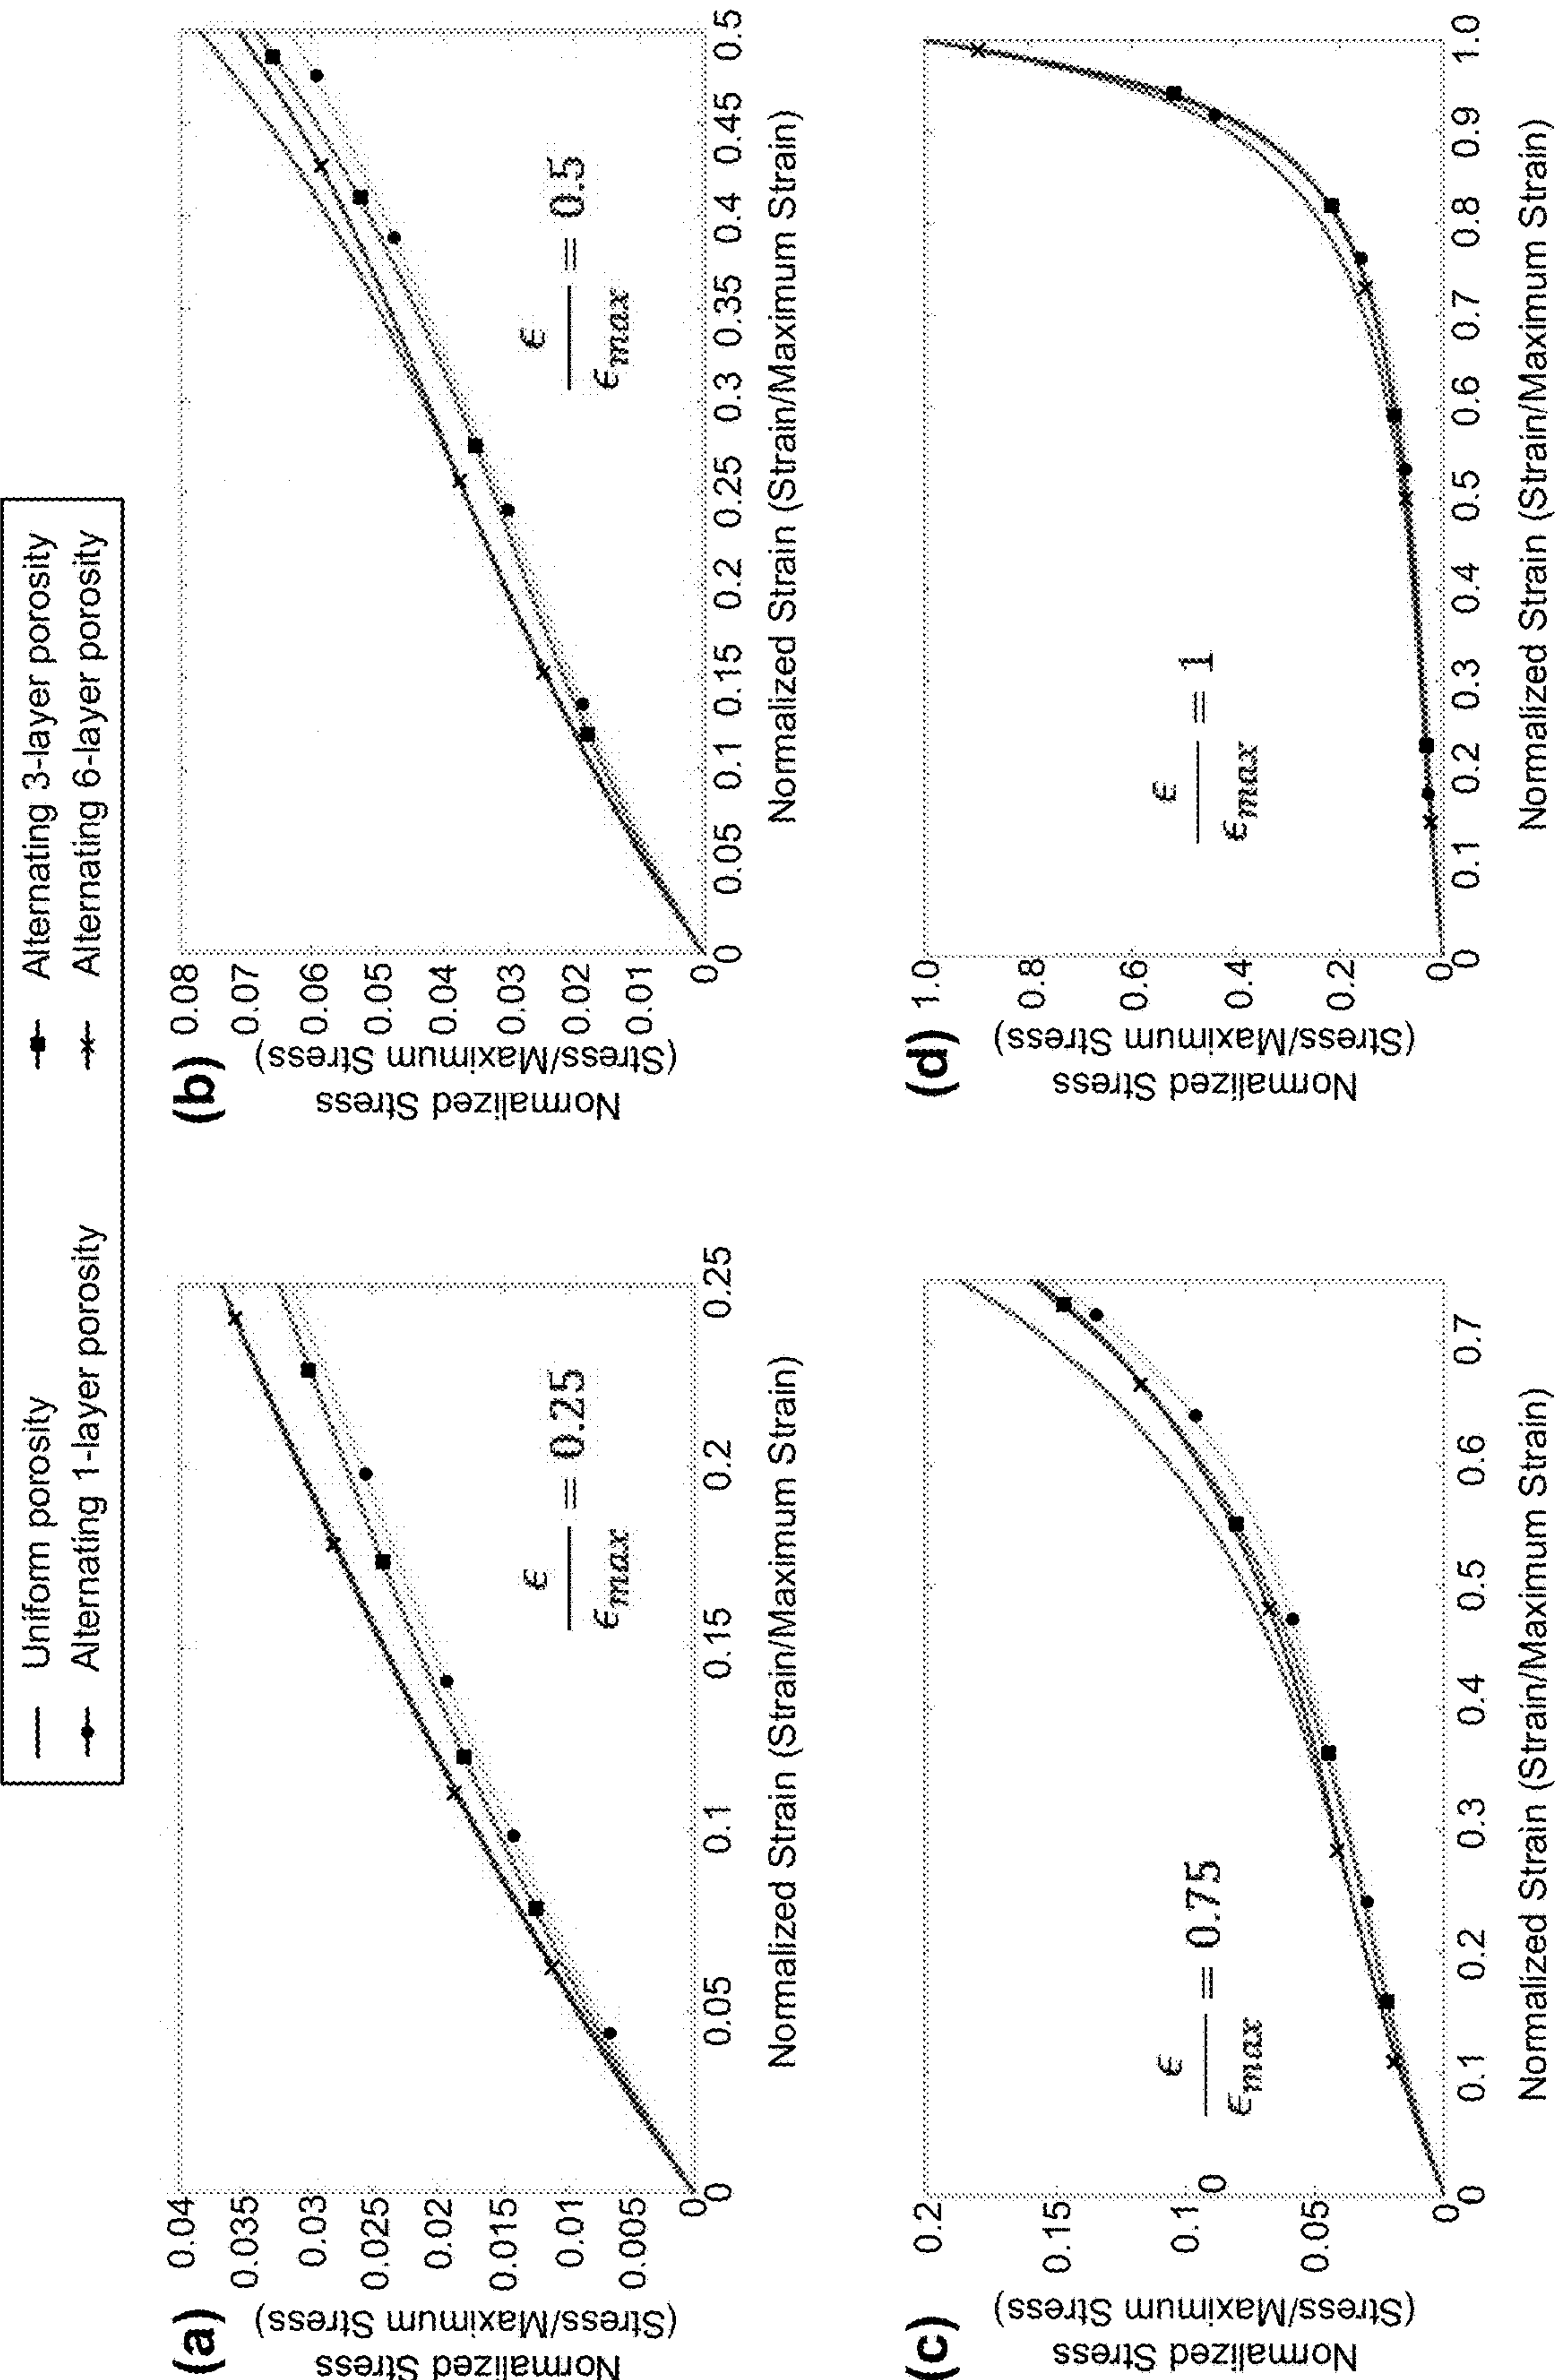 Uniform porosity
Alternating 3-layer porosity
Alternating 1-layer porosity
Alternating 6-layer porosity
(a)
Normalized Stress
(Stress/Maximum Stress)
0.04
0.035
0.03
0.025
0.02
0.015
0.01
0.005
0
ϵ/ϵmax = 0.25
0 0.05 0.1 0.15 0.2 0.25
Normalized Strain (Strain/Maximum Strain)
(b)
Normalized Stress
(Stress/Maximum Stress)
0.08
0.07
0.06
0.05
0.04
0.03
0.02
0.01
0
ϵ/ϵmax = 0.5
0 0.05 0.1 0.15 0.2 0.25 0.3 0.35 0.4 0.45 0.5
Normalized Strain (Strain/Maximum Strain)
(c)
Normalized Stress
(Stress/Maximum Stress)
0.2
0.15
0.1
0
0.05
0
ϵ/ϵmax = 0.75
0 0.1 0.2 0.3 0.4 0.5 0.6 0.7
Normalized Strain (Strain/Maximum Strain)
(d)
Normalized Stress
(Stress/Maximum Stress)
1.0
0.8
0.6
0.4
0.2
0
ϵ/ϵmax = 1
0 0.1 0.2 0.3 0.4 0.5 0.6 0.7 0.8 0.9 1.0
Normalized Strain (Strain/Maximum Strain)